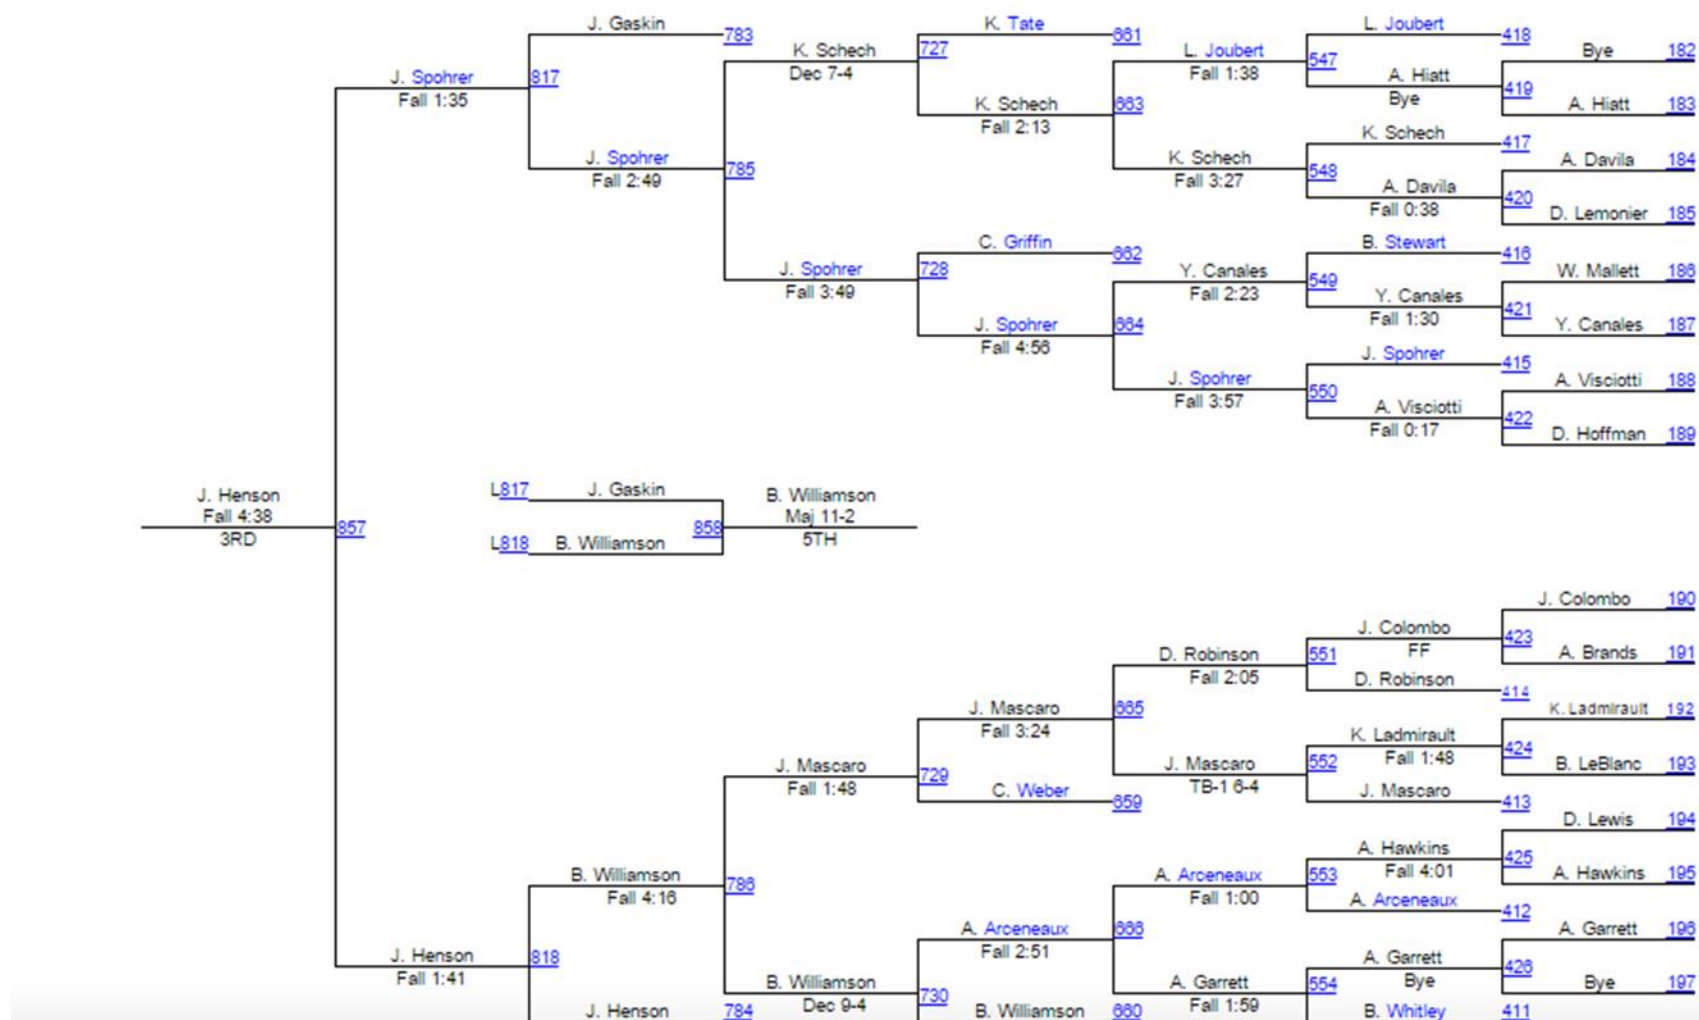 J. Gaskin
783
K. Tate
661
L. Joubert
418
Bye
182
K. Schech
727
Dec 7-4
L. Joubert
547
Fall 1:38
A. Hiatt
419
Bye
A. Hiatt
183
J. Spohrer
817
Fall 1:35
K. Schech
663
Fall 2:13
K. Schech
417
A. Davila
184
J. Spohrer
785
Fall 2:49
K. Schech
548
Fall 3:27
A. Davila
420
Fall 0:38
D. Lemonier
185
C. Griffin
662
B. Stewart
416
J. Spohrer
728
Fall 3:49
Y. Canales
549
Fall 2:23
W. Mallett
186
Y. Canales
421
Fall 1:30
Y. Canales
187
J. Spohrer
664
Fall 4:56
J. Spohrer
415
J. Spohrer
550
Fall 3:57
A. Visciotti
188
A. Visciotti
422
Fall 0:17
D. Hoffman
189
J. Henson
Fall 4:38
857
3RD
L817
J. Gaskin
L818
B. Williamson
858
B. Williamson
Maj 11-2
5TH
J. Colombo
190
J. Colombo
423
FF
A. Brands
191
D. Robinson
551
Fall 2:05
D. Robinson
414
J. Mascaro
665
Fall 3:24
K. Ladmirault
192
K. Ladmirault
424
Fall 1:48
B. LeBlanc
193
J. Mascaro
729
Fall 1:48
J. Mascaro
552
TB-1 6-4
C. Weber
659
J. Mascaro
413
D. Lewis
194
A. Hawkins
425
Fall 4:01
A. Hawkins
195
B. Williamson
786
Fall 4:16
A. Arceneaux
553
Fall 1:00
A. Arceneaux
412
A. Arceneaux
666
Fall 2:51
A. Garrett
196
J. Henson
818
Fall 1:41
A. Garrett
426
Bye
Bye
197
B. Williamson
730
Dec 9-4
A. Garrett
554
Fall 1:59
J. Henson
784
B. Williamson
660
B. Whitley
411